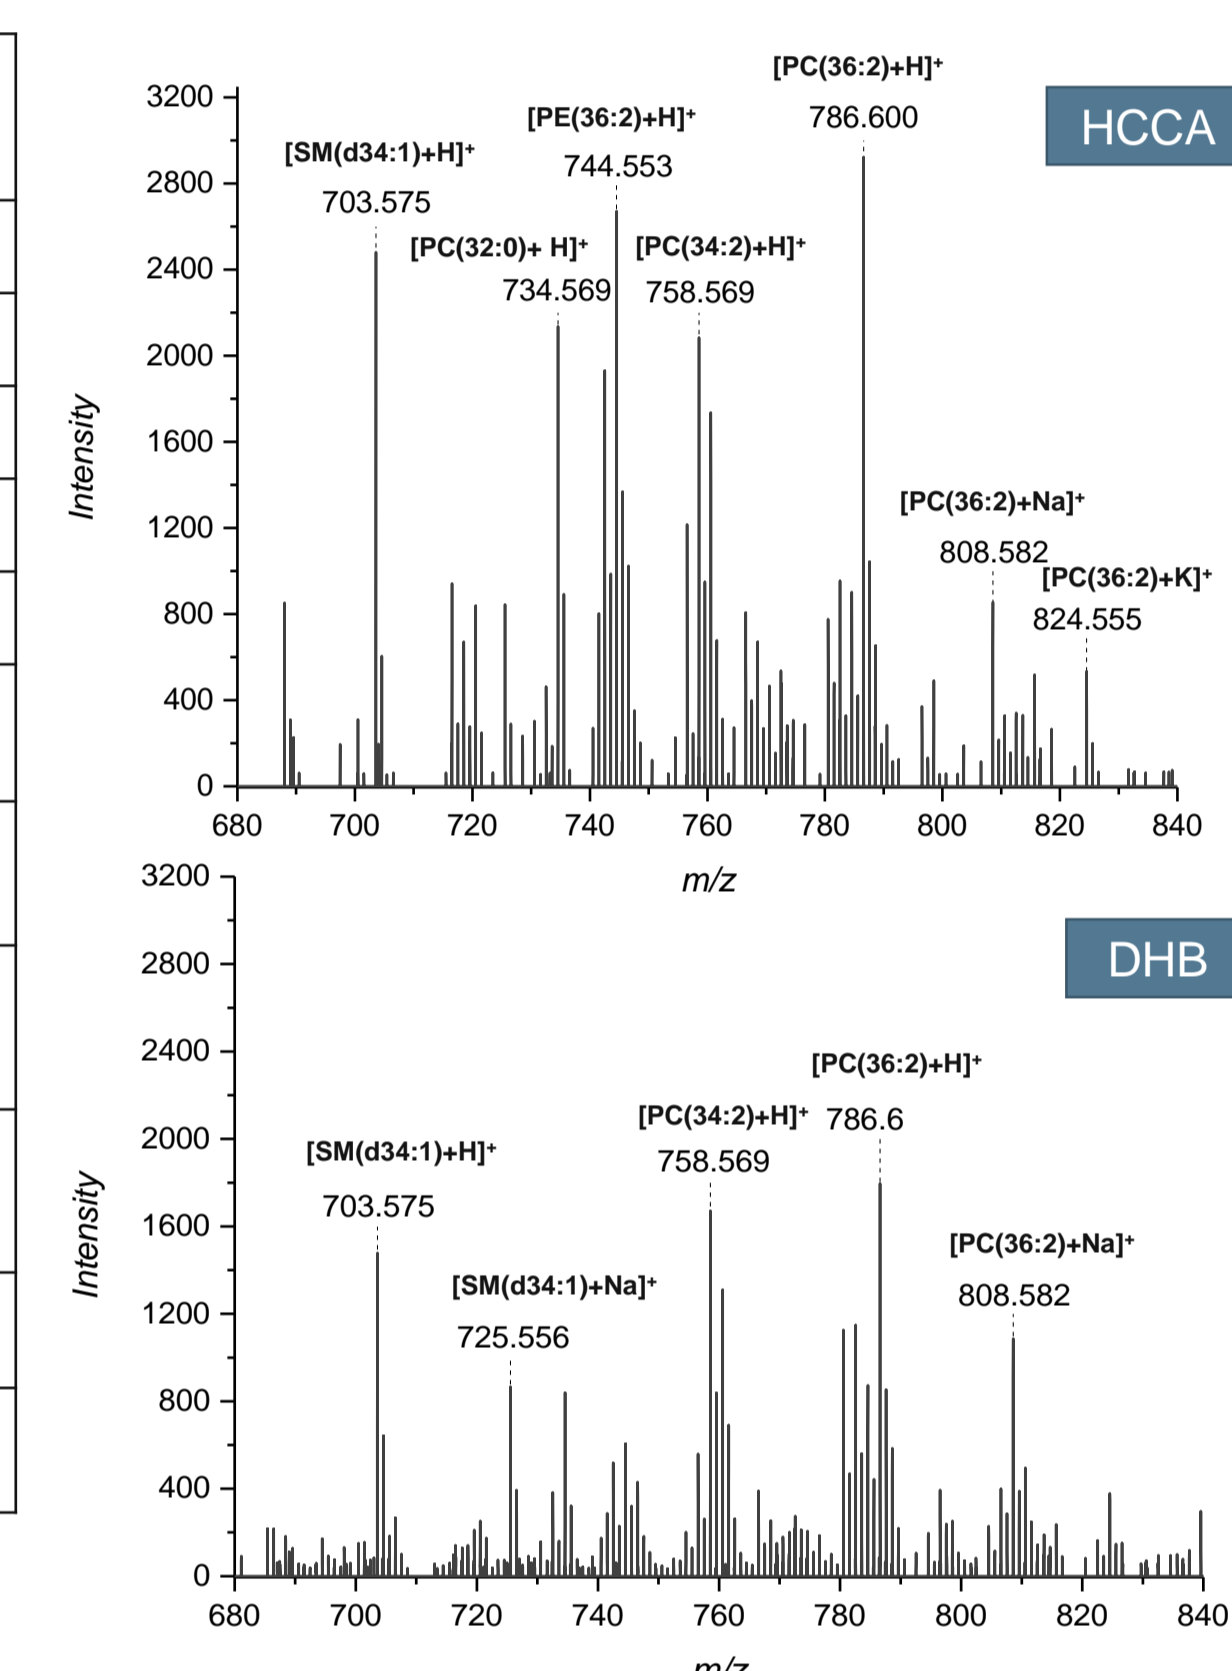 [PC(36:2)+H]⁺
3200
[PE(36:2)+H]⁺
786.600
HCCA
[SM(d34:1)+H]⁺
744.553
2800
703.575
[PC(32:0)+ H]⁺
[PC(34:2)+H]⁺
2400
734.569
758.569
2000
Intensity
1600
[PC(36:2)+Na]⁺
1200
808.582
[PC(36:2)+K]⁺
800
824.555
400
0
680 700 720 740 760 780 800 820 840
m/z
3200
DHB
2800
2400
[PC(36:2)+H]⁺
[PC(34:2)+H]⁺
786.6
2000
[SM(d34:1)+H]⁺
758.569
703.575
1600
Intensity
[PC(36:2)+Na]⁺
[SM(d34:1)+Na]⁺
808.582
1200
725.556
800
400
0
680 700 720 740 760 780 800 820 840
m/z